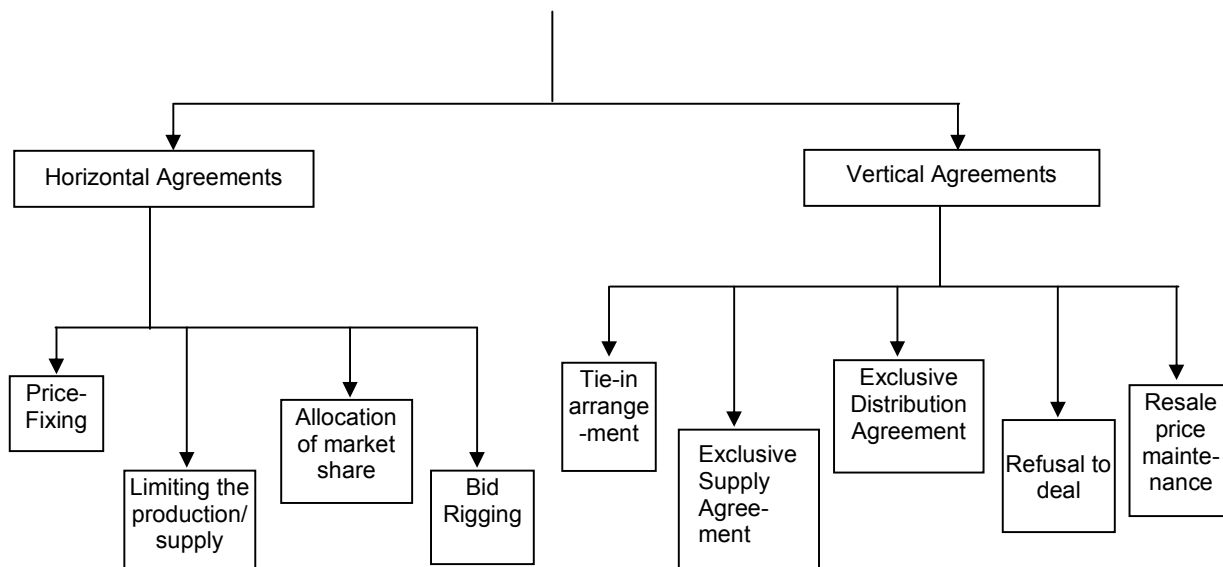 Horizontal Agreements
Vertical Agreements
Price-
Fixing
Limiting the
production/
supply
Allocation
of market
share
Bid
Rigging
Tie-in
arrange
-ment
Exclusive
Supply
Agree-
ment
Exclusive
Distribution
Agreement
Refusal to
deal
Resale
price
mainte-
nance